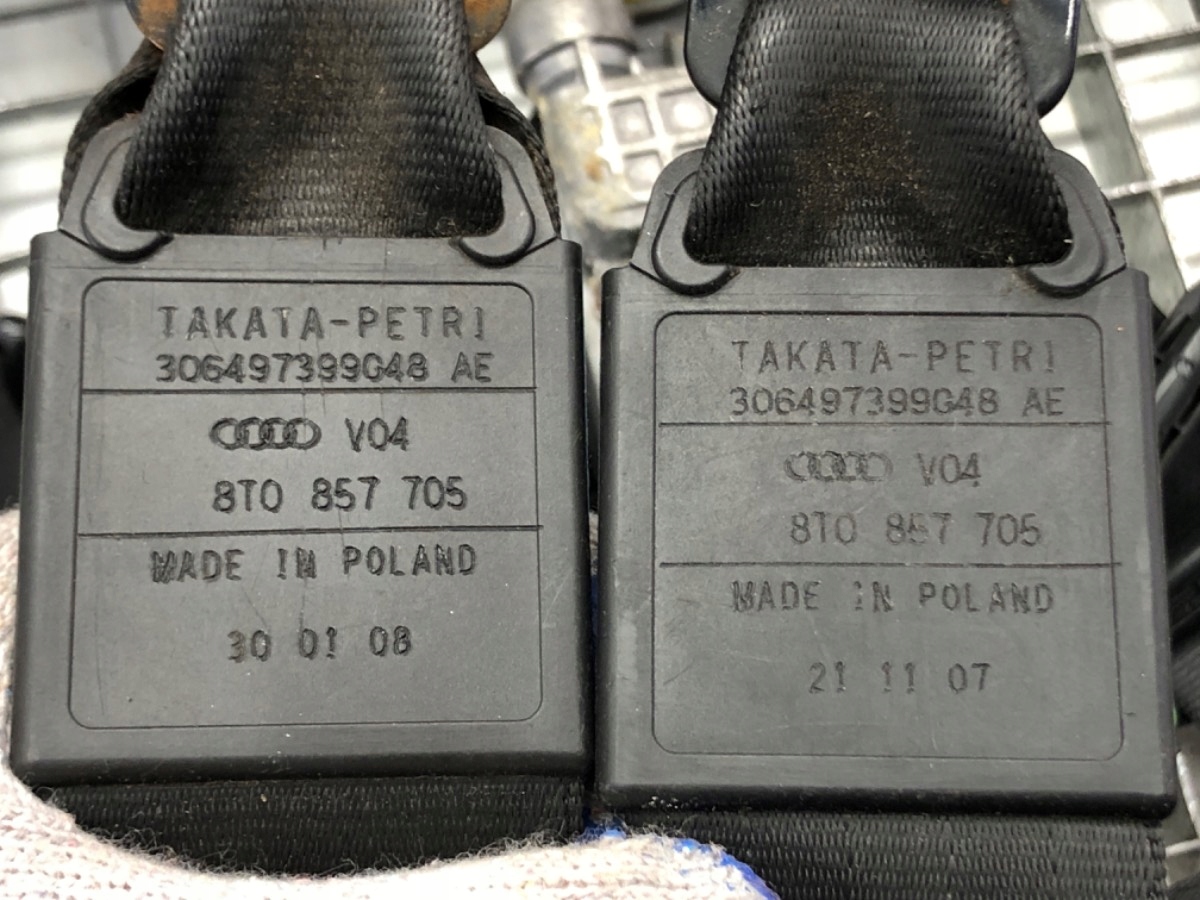 TAKATA-PETRI
306497399G48 AE
V04
8T0 857 705
MADE IN POLAND
30 01 08
TAKATA-PETRI
306497399G48 AE
V04
8T0 857 705
MADE IN POLAND
21 11 07